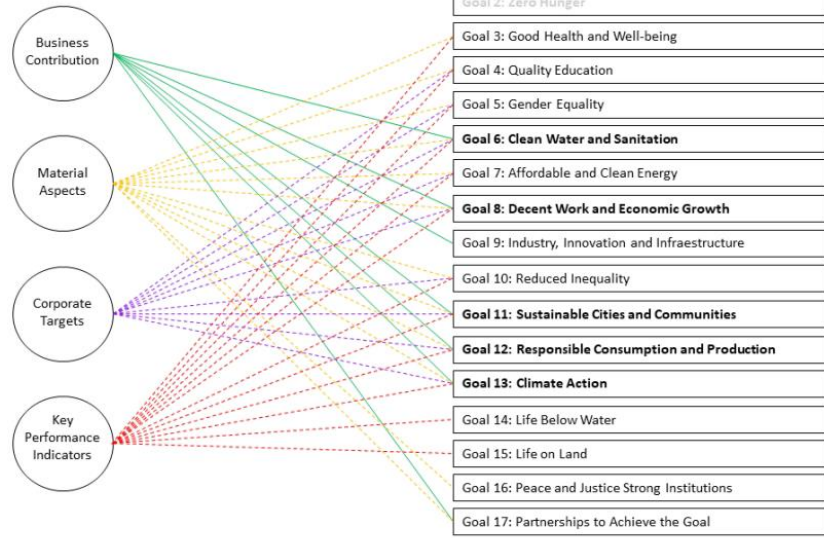 Business
Contribution
Material
Aspects
Corporate
Targets
Key
Performance
Indicators
Goal 2: Zero Hunger
Goal 3: Good Health and Well-being
Goal 4: Quality Education
Goal 5: Gender Equality
Goal 6: Clean Water and Sanitation
Goal 7: Affordable and Clean Energy
Goal 8: Decent Work and Economic Growth
Goal 9: Industry, Innovation and Infraestructure
Goal 10: Reduced Inequality
Goal 11: Sustainable Cities and Communities
Goal 12: Responsible Consumption and Production
Goal 13: Climate Action
Goal 14: Life Below Water
Goal 15: Life on Land
Goal 16: Peace and Justice Strong Institutions
Goal 17: Partnerships to Achieve the Goal